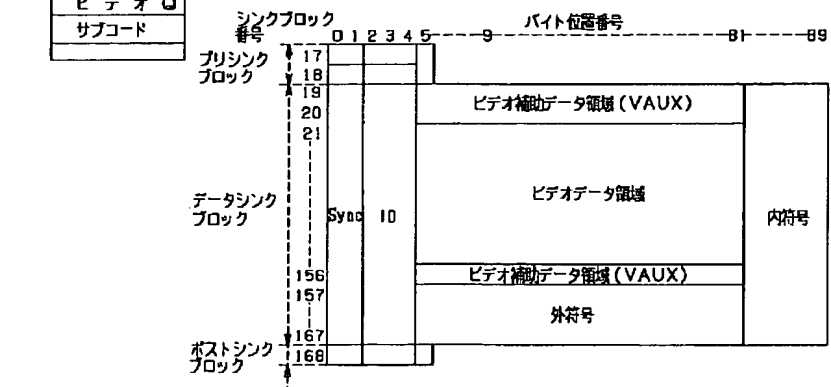 ビデオ
サブコード
シンクブロック
番号
バイト位置番号
0 1 2 3 4 5 9 81 89
プリシンク
ブロック
17
18
19
20
21
ビデオ補助データ領域(VAUX)
ビデオデータ領域
データシンク
ブロック
Sync
ID
内符号
156
ビデオ補助データ領域(VAUX)
157
外符号
167
ポストシンク
ブロック
168